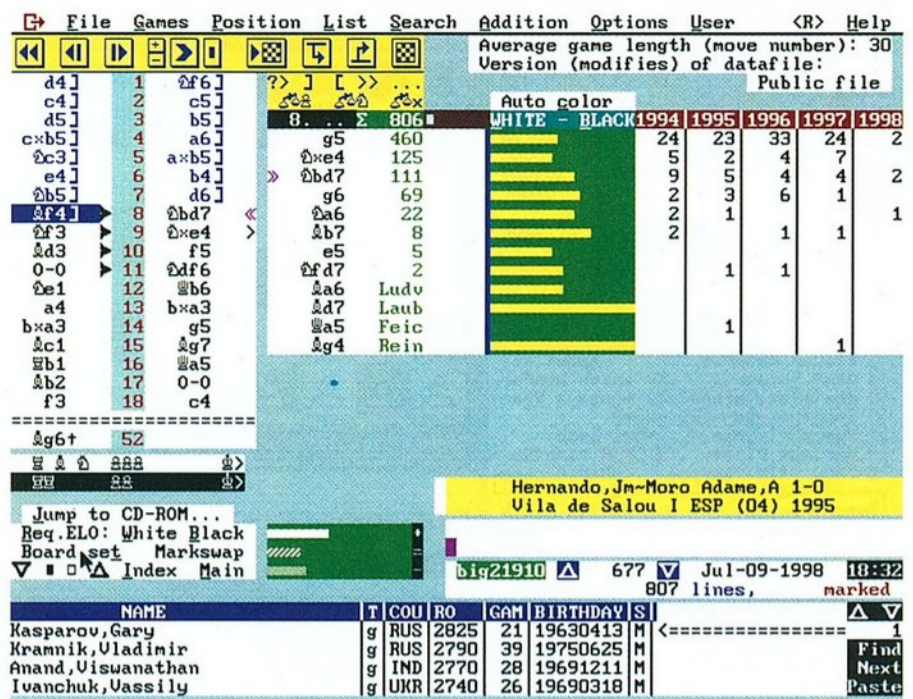 File Games Position List Search Addition Options User <R> Help
Average game length (move number): 30
Version (modifies) of datafile:
Public file
d4] 1 ♘f6]
c4] 2 c5]
d5] 3 b5]
c×b5] 4 a6]
♘c3] 5 a×b5]
e4] 6 b4]
♘b5] 7 d6]
♗f4] 8 ♘bd7 «
♘f3 9 ♘×e4 >
♗d3 10 f5
0-0 11 ♘df6
♘e1 12 ♕b6
a4 13 b×a3
b×a3 14 g5
♗c1 15 ♗g7
♖b1 16 ♕a5
♗b2 17 0-0
f3 18 c4
♗g6† 52
?> ] [ >> ...
8. .. Σ 806
g5 460
♘×e4 125
» ♘bd7 111
g6 69
♘a6 22
♗b7 8
e5 5
♘fd7 2
♗a6 Ludv
♗d7 Laub
♕a5 Feic
♗g4 Rein
Auto color
WHITE - BLACK 1994 1995 1996 1997 1998
24 23 33 24 2
5 2 4 7
9 5 4 4 2
2 3 6 1
2 1 1
2 1 1
1 1
1
1
♖ ♗ ♘ ♙♙♙ ♔>
♖♖ ♙♙ ♔>
Hernando,Jm~Moro Adame,A 1-0
Vila de Salou I ESP (04) 1995
Jump to CD-ROM...
Req.ELO: White Black
Board set Markswap
Index Main
big21910 677 Jul-09-1998 18:32
807 lines, marked
NAME T COU RO GAM BIRTHDAY S
Kasparov,Gary g RUS 2825 21 19630413 M <=============== 1
Kramnik,Vladimir g RUS 2790 39 19750625 M Find
Anand,Viswanathan g IND 2770 28 19691211 M Next
Ivanchuk,Vassily g UKR 2740 26 19690318 M Paste